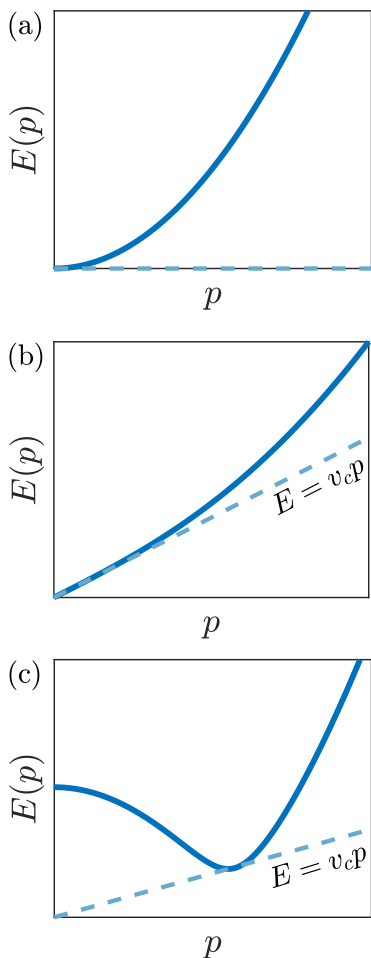 (a)
E(p)
p
(b)
E(p)
E = v_c p
p
(c)
E(p)
E = v_c p
p